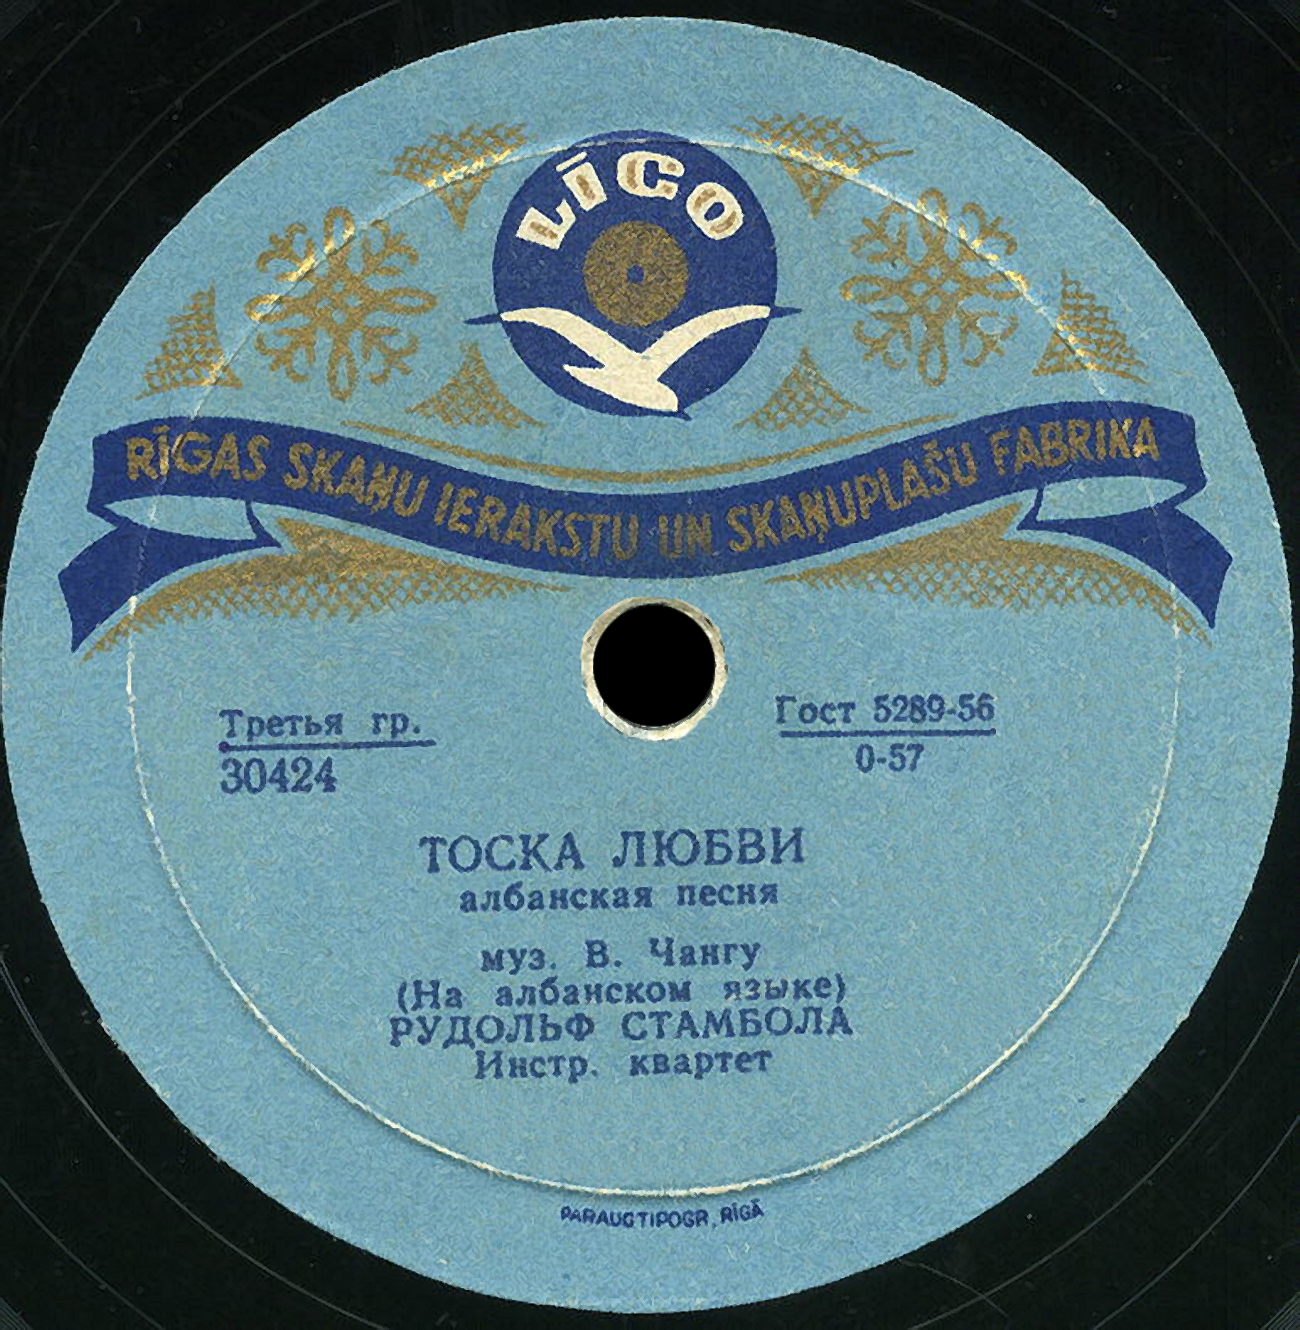 LĪGO
RĪGAS SKAŅU IERAKSTU UN SKAŅUPLAŠU FABRIKA
Третья гр.
30424
Гост 5289-56
0-57
ТОСКА ЛЮБВИ
албанская песня
муз. В. Чангу
(На албанском языке)
РУДОЛЬФ СТАМБОЛА
Инстр. квартет
PARAUGTIPOGR, RĪGĀ